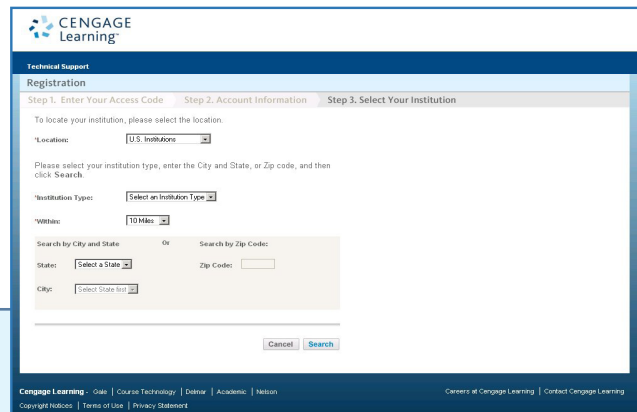 CENGAGE
Learning™
Technical Support
Registration
Step 1. Enter Your Access Code Step 2. Account Information Step 3. Select Your Institution
To locate your institution, please select the location.
*Location: U.S. Institutions
Please select your institution type, enter the City and State, or Zip code, and then
click Search.
*Institution Type: Select an Institution Type
*Within: 10 Miles
Search by City and State Or Search by Zip Code:
State: Select a State Zip Code:
City: Select State first
Cancel Search
Cengage Learning - Gale | Course Technology | Delmar | Academic | Nelson Careers at Cengage Learning | Contact Cengage Learning
Copyright Notices | Terms of Use | Privacy Statement